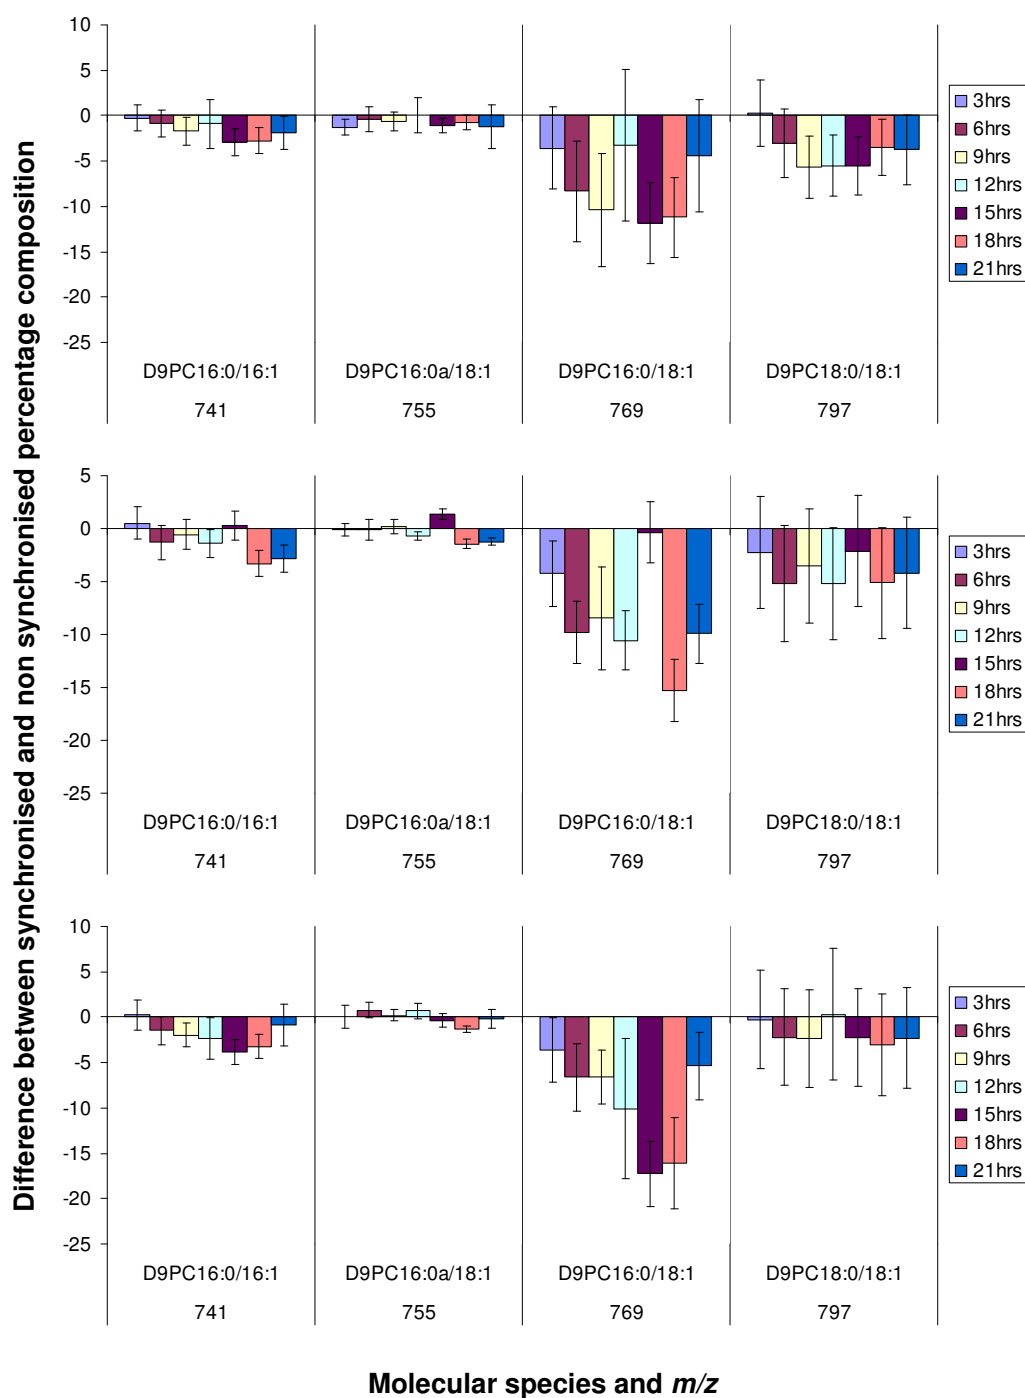 Difference between synchronised and non synchronised percentage composition
10
5
0
-5
-10
-15
-20
-25
D9PC16:0/16:1 D9PC16:0a/18:1 D9PC16:0/18:1 D9PC18:0/18:1
741 755 769 797
3hrs
6hrs
9hrs
12hrs
15hrs
18hrs
21hrs
5
0
-5
-10
-15
-20
-25
D9PC16:0/16:1 D9PC16:0a/18:1 D9PC16:0/18:1 D9PC18:0/18:1
741 755 769 797
3hrs
6hrs
9hrs
12hrs
15hrs
18hrs
21hrs
10
5
0
-5
-10
-15
-20
-25
D9PC16:0/16:1 D9PC16:0a/18:1 D9PC16:0/18:1 D9PC18:0/18:1
741 755 769 797
3hrs
6hrs
9hrs
12hrs
15hrs
18hrs
21hrs
Molecular species and m/z